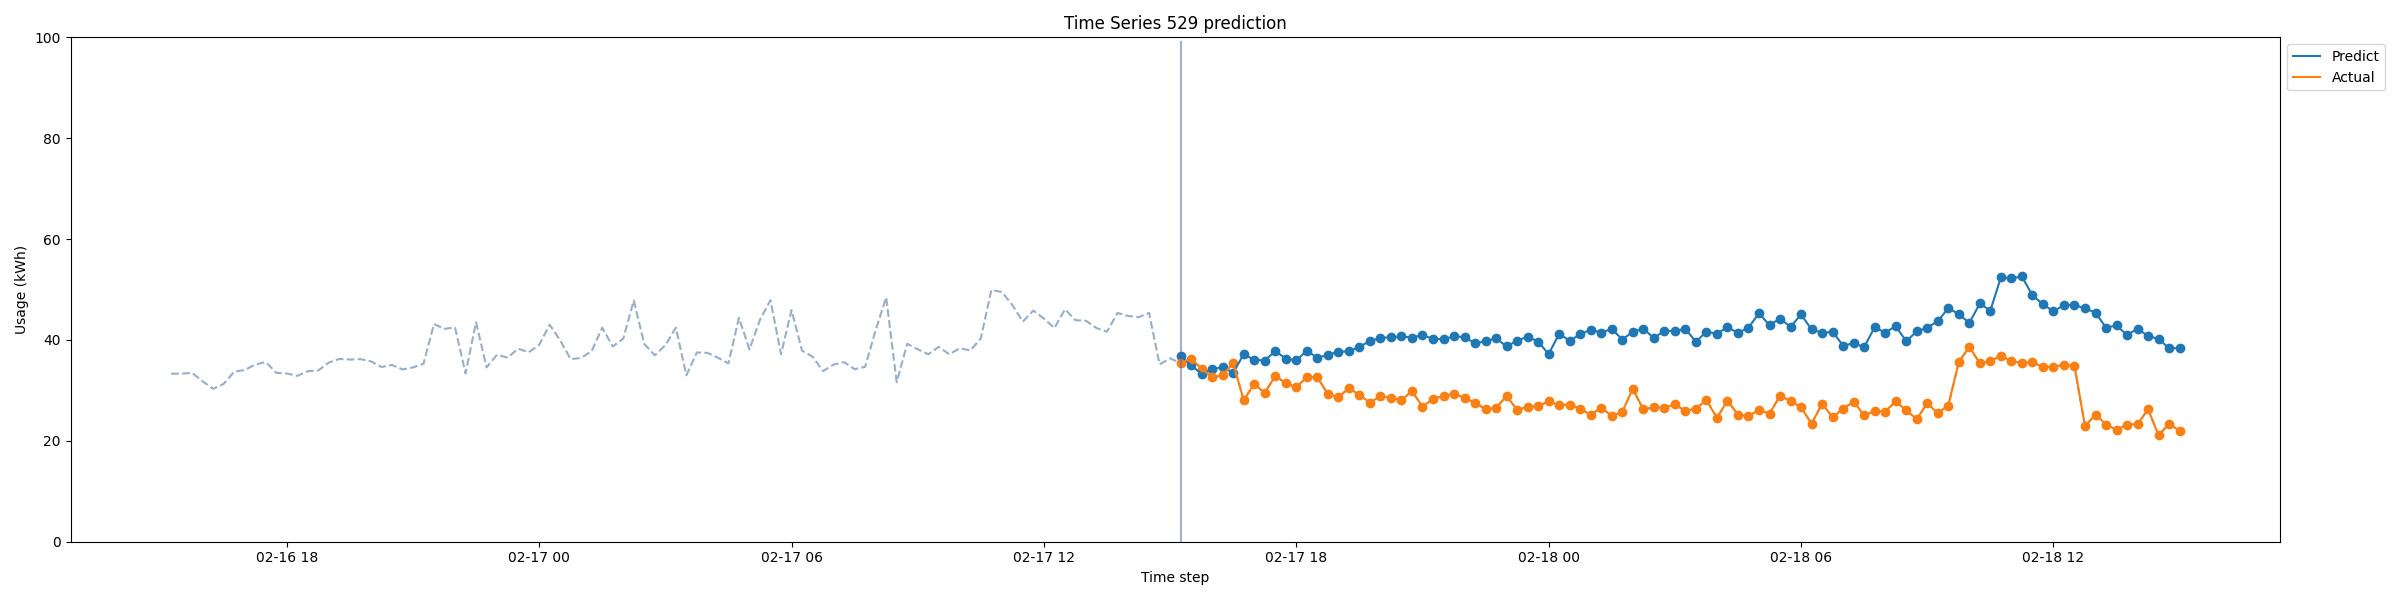 Time Series 529 prediction
Predict
Actual
Usage (kWh)
100
80
60
40
20
0
02-16 18
02-17 00
02-17 06
02-17 12
02-17 18
02-18 00
02-18 06
02-18 12
Time step